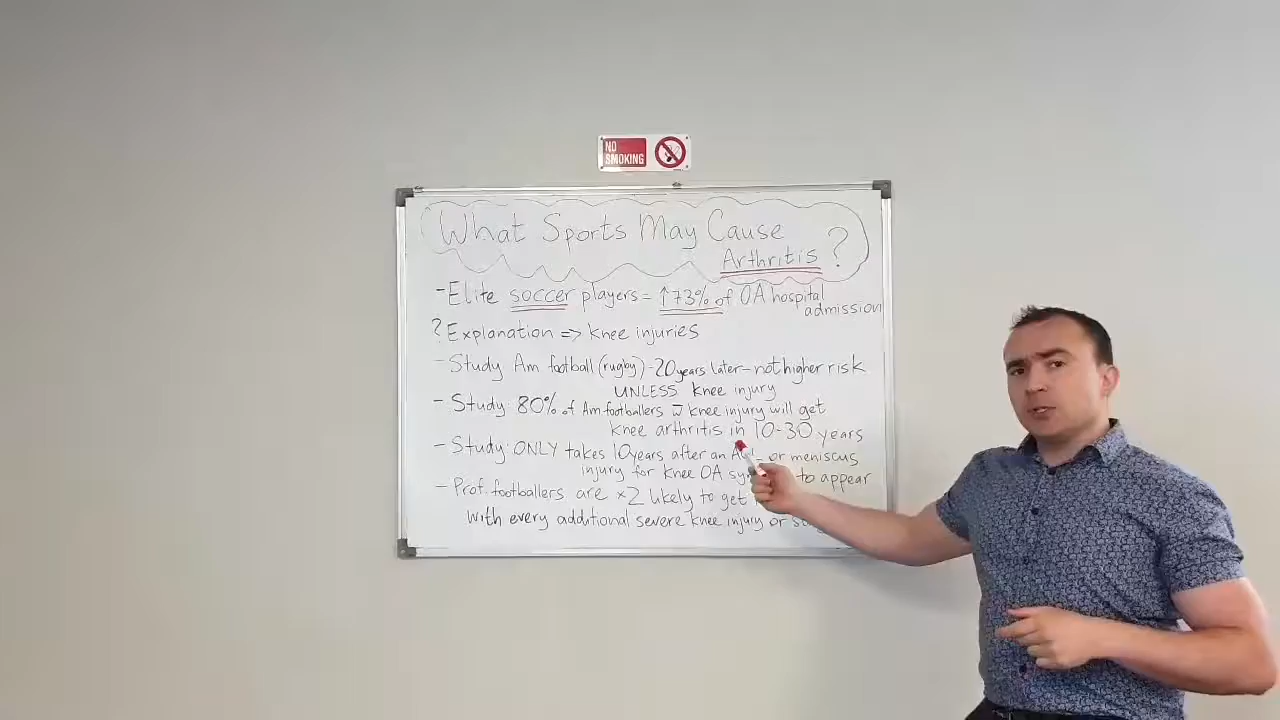 NO
SMOKING
What Sports May Cause
Arthritis ?
- Elite soccer players = ↑73% of OA hospital
admission
? Explanation => knee injuries
- Study Am football (rugby) - 20 years later - not higher risk
UNLESS knee injury
- Study: 80% of Am footballers w̅ knee injury will get
knee arthritis in 10-30 years
- Study: ONLY takes 10 years after an or meniscus
injury for knee OA to appear
- Prof. footballers are ×2 likely to get
with every additional severe knee injury or